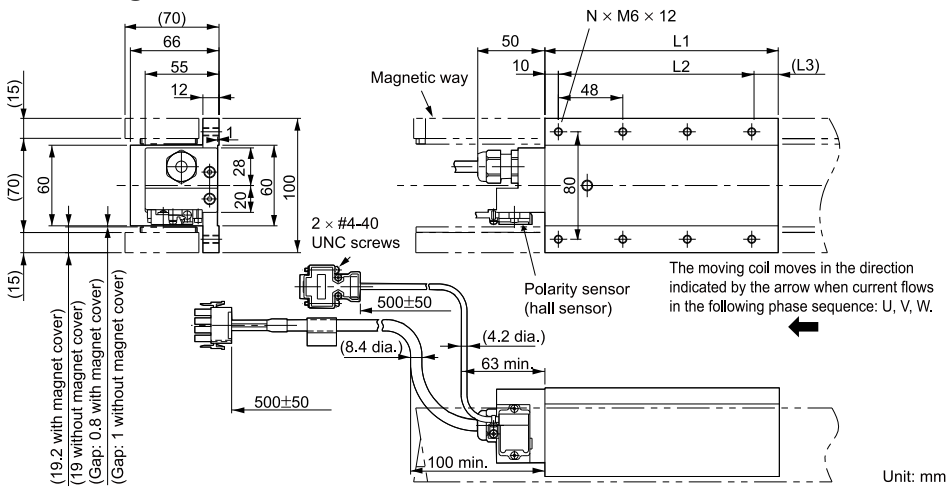 (70)
66
55
12
(15)
(70)
60
(15)
1
28
20
60
100
N × M6 × 12
50
L1
10
L2
(L3)
48
Magnetic way
80
2 × #4-40
UNC screws
Polarity sensor
(hall sensor)
The moving coil moves in the direction
indicated by the arrow when current flows
in the following phase sequence: U, V, W.
500±50
(8.4 dia.)
(4.2 dia.)
63 min.
500±50
100 min.
(19.2 with magnet cover)
(19 without magnet cover)
(Gap: 0.8 with magnet cover)
(Gap: 1 without magnet cover)
Unit: mm